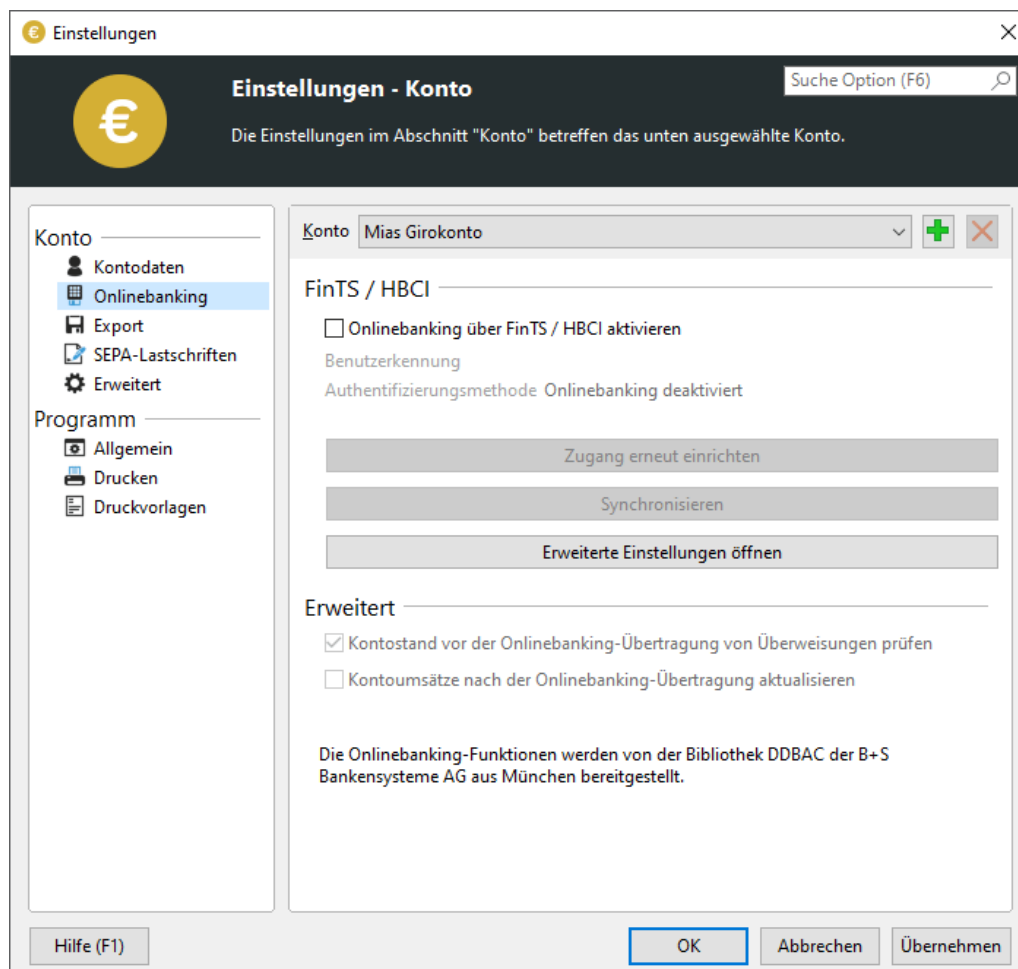 Einstellungen
Einstellungen - Konto
Suche Option (F6)
Die Einstellungen im Abschnitt "Konto" betreffen das unten ausgewählte Konto.
Konto
Kontodaten
Onlinebanking
Export
SEPA-Lastschriften
Erweitert
Programm
Allgemein
Drucken
Druckvorlagen
Konto Mias Girokonto
FinTS / HBCI
Onlinebanking über FinTS / HBCI aktivieren
Benutzerkennung
Authentifizierungsmethode Onlinebanking deaktiviert
Zugang erneut einrichten
Synchronisieren
Erweiterte Einstellungen öffnen
Erweitert
Kontostand vor der Onlinebanking-Übertragung von Überweisungen prüfen
Kontoumsätze nach der Onlinebanking-Übertragung aktualisieren
Die Onlinebanking-Funktionen werden von der Bibliothek DDBAC der B+S
Bankensysteme AG aus München bereitgestellt.
Hilfe (F1)
OK
Abbrechen
Übernehmen